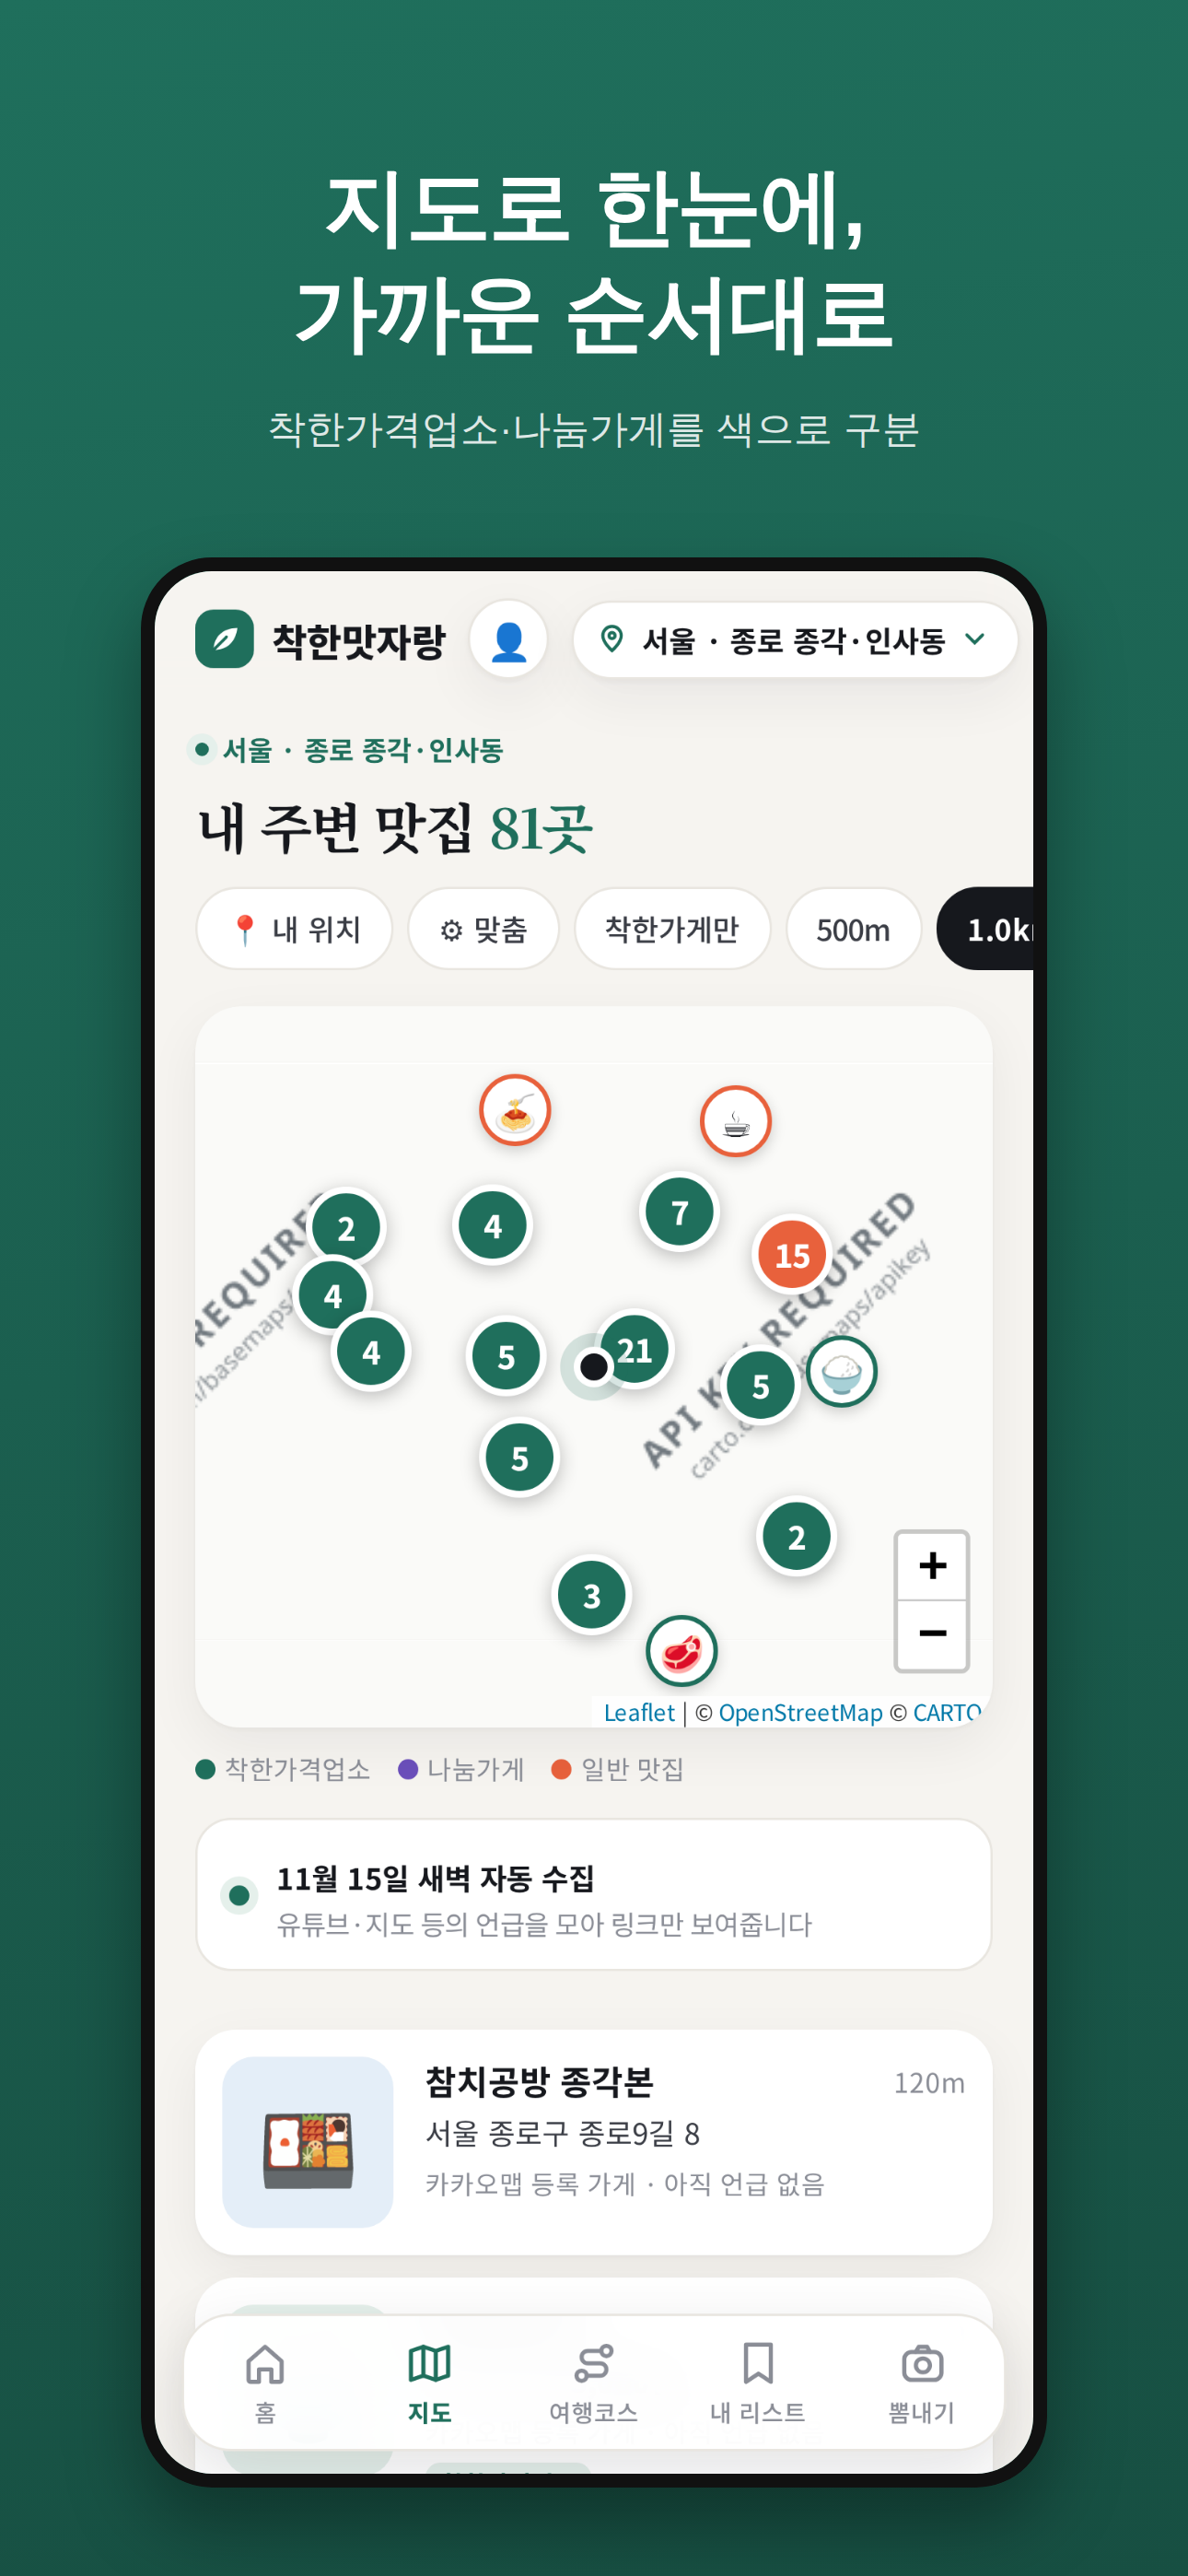 지도로 한눈에,
가까운 순서대로
착한가격업소·나눔가게를 색으로 구분
착한맛자랑
서울 · 종로 종각·인사동
서울 · 종로 종각·인사동
내 주변 맛집 81곳
📍 내 위치
⚙ 맞춤
착한가게만
500m
1.0k
2
4
7
15
4
4
5
21
5
5
2
3
REQUIRE
/basemaps/
API KEY REQUIRED
carto.c
maps/apikey
+
−
Leaflet | © OpenStreetMap © CARTO
착한가격업소
나눔가게
일반 맛집
11월 15일 새벽 자동 수집
유튜브·지도 등의 언급을 모아 링크만 보여줍니다
참치공방 종각본
120m
서울 종로구 종로9길 8
카카오맵 등록 가게 · 아직 언급 없음
홈
지도
여행코스
내 리스트
뽐내기